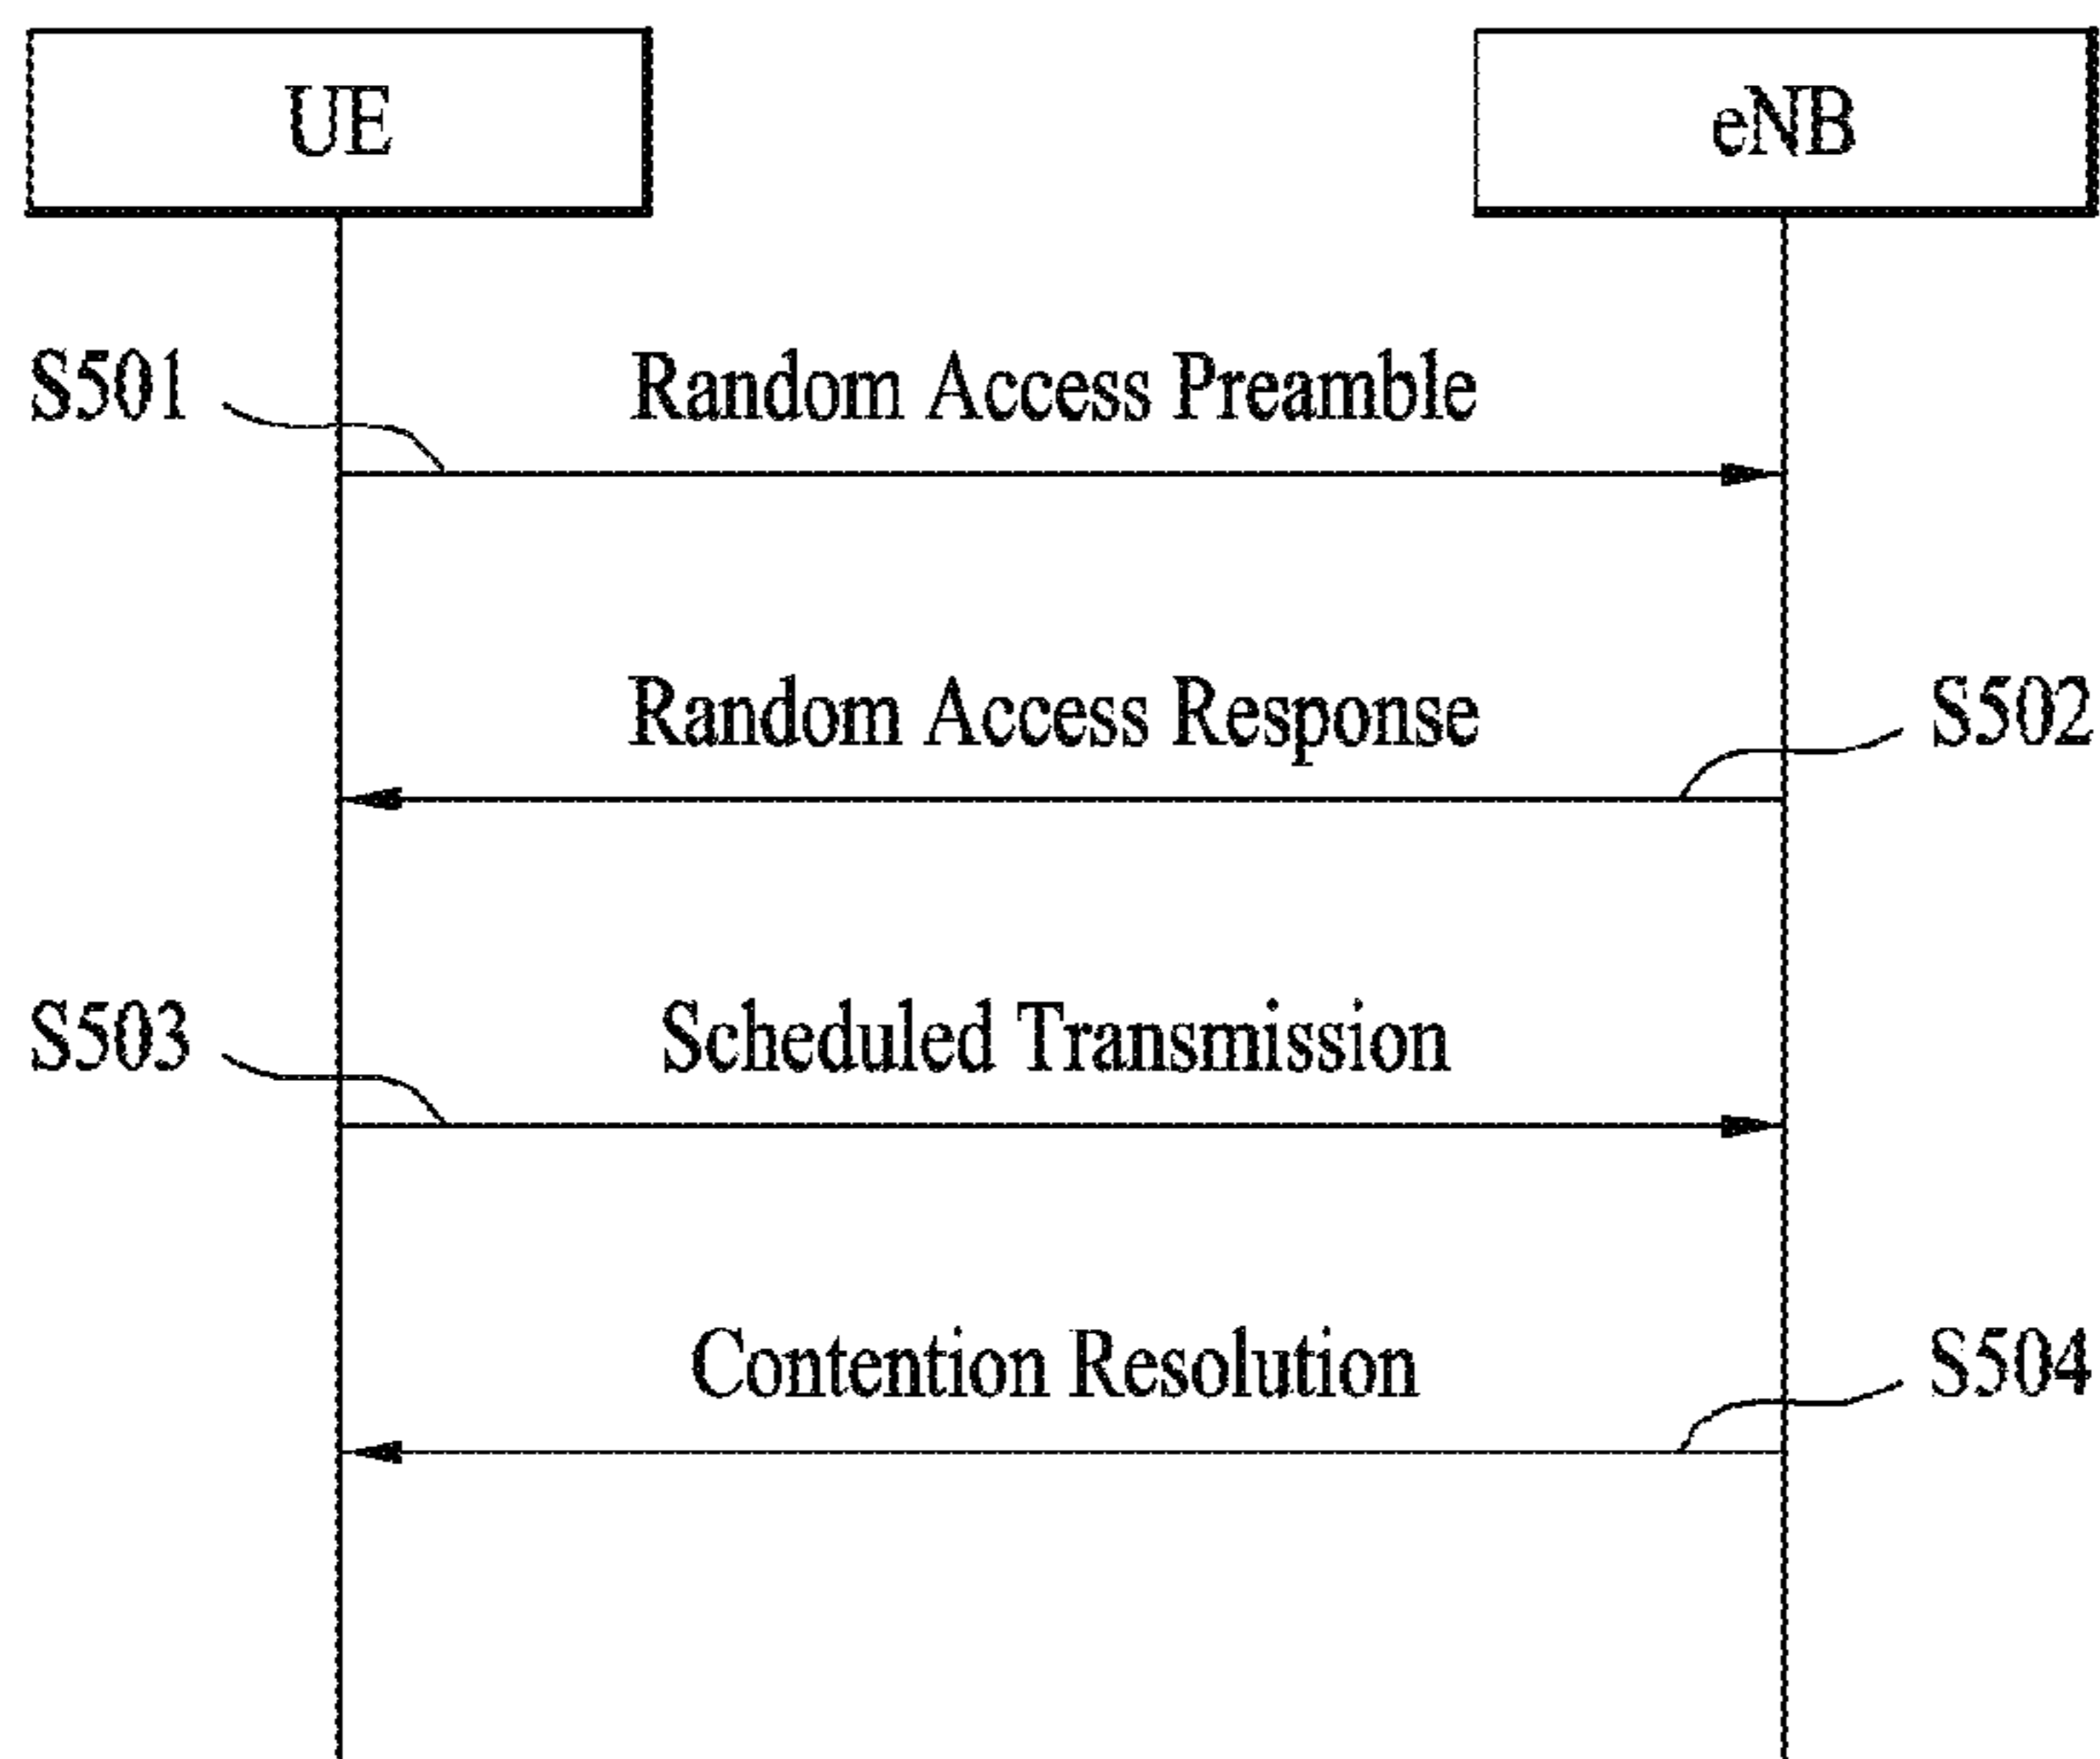 UE
eNB
S501
Random Access Preamble
Random Access Response
S502
S503
Scheduled Transmission
Contention Resolution
S504